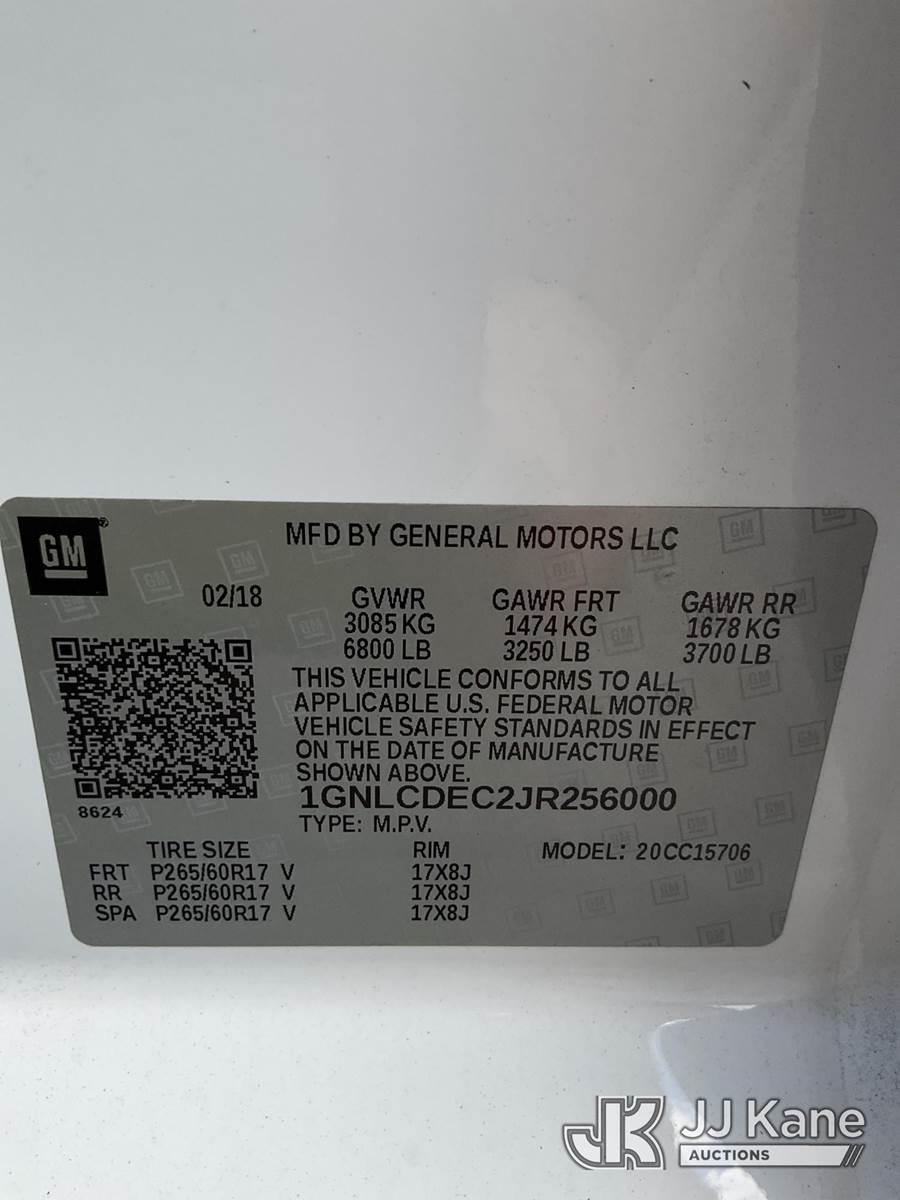 GM
MFD BY GENERAL MOTORS LLC
02/18 GVWR GAWR FRT GAWR RR
3085 KG 1474 KG 1678 KG
6800 LB 3250 LB 3700 LB
THIS VEHICLE CONFORMS TO ALL
APPLICABLE U.S. FEDERAL MOTOR
VEHICLE SAFETY STANDARDS IN EFFECT
ON THE DATE OF MANUFACTURE
SHOWN ABOVE.
1GNLCDEC2JR256000
8624
TYPE: M.P.V.
TIRE SIZE RIM MODEL: 20CC15706
FRT P265/60R17 V 17X8J
RR P265/60R17 V 17X8J
SPA P265/60R17 V 17X8J
JK JJ Kane
AUCTIONS